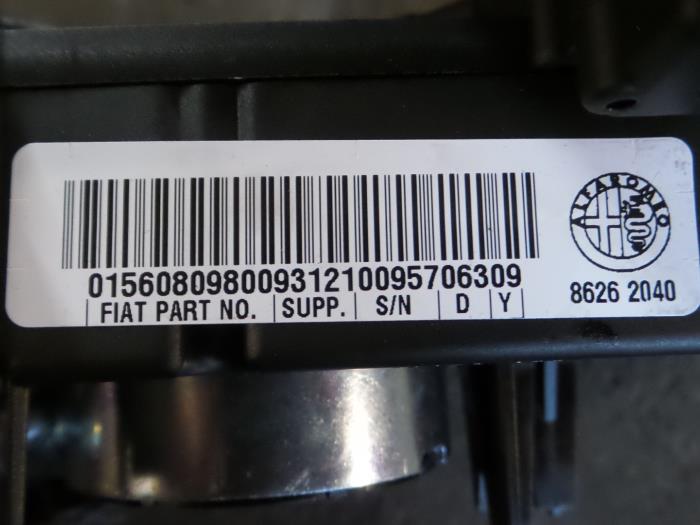 ALFA ROMEO
01560809800931210095706309
FIAT PART NO. SUPP. S/N D Y
8626 2040